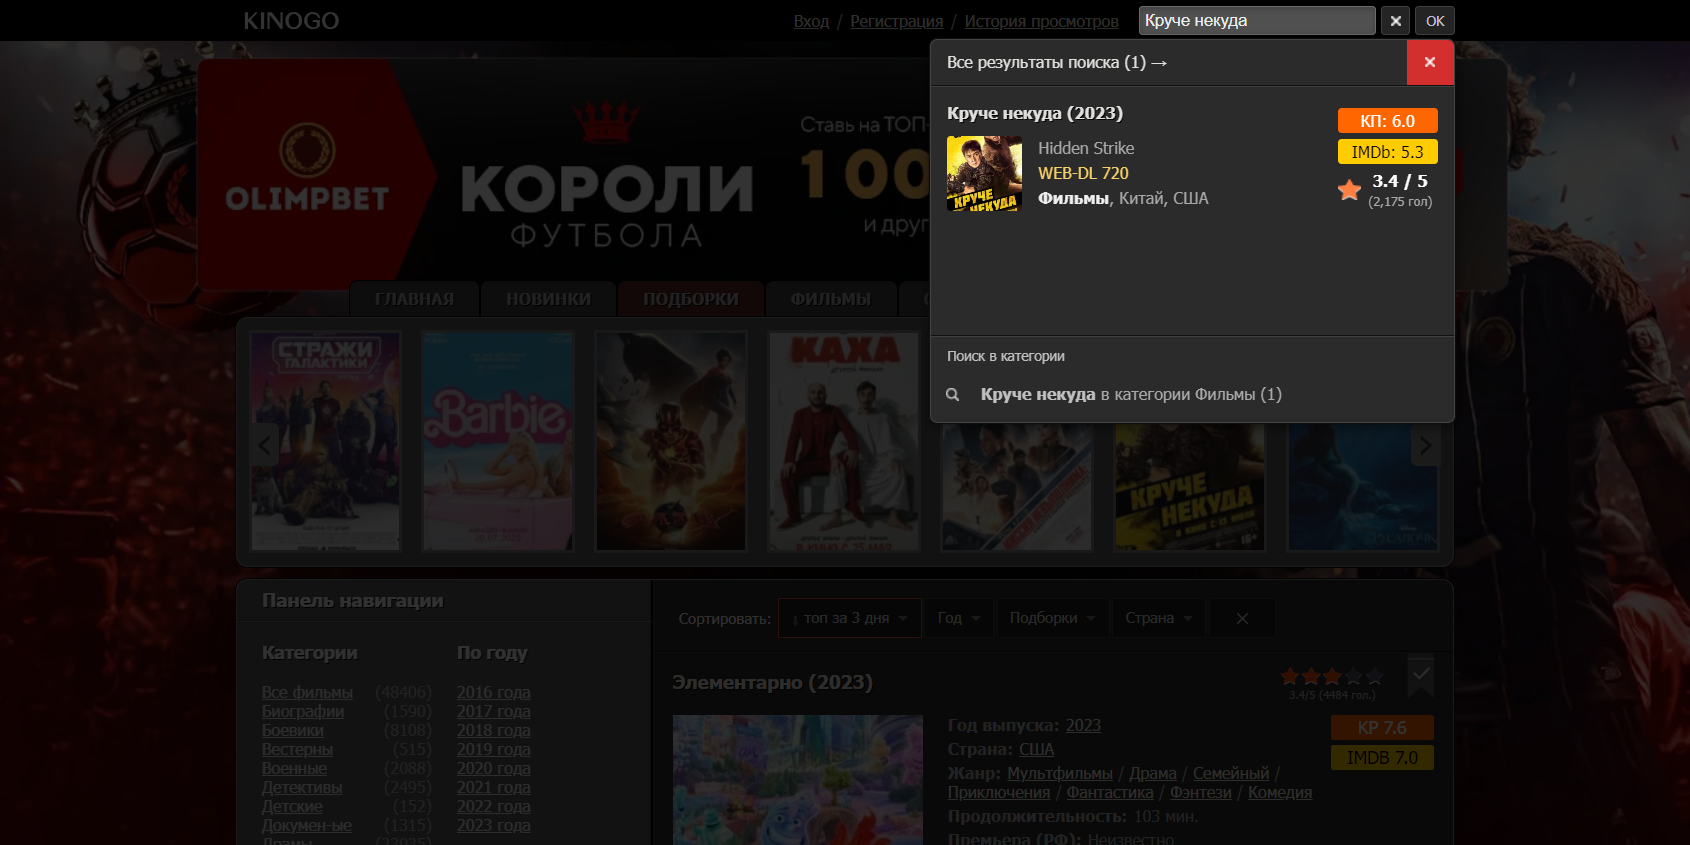 KINOGO
Вход / Регистрация / История просмотров
Круче некуда
OK
Все результаты поиска (1) →
Круче некуда (2023)
Hidden Strike
WEB-DL 720
Фильмы, Китай, США
КП: 6.0
IMDb: 5.3
3.4 / 5
(2,175 гол)
Поиск в категории
Круче некуда в категории Фильмы (1)
OLIMPBET
КОРОЛИ
ФУТБОЛА
Ставь на ТОП-
100
и друг
ГЛАВНАЯ
НОВИНКИ
ПОДБОРКИ
ФИЛЬМЫ
СТРАЖИ
ГАЛАКТИКИ
Barbie
КАХА
В КИНО С 25 МАЯ
КРУЧЕ
НЕКУДА
Панель навигации
Категории
Все фильмы (48406)
Биографии (1590)
Боевики (8108)
Вестерны (515)
Военные (2088)
Детективы (2495)
Детские (152)
Докумен-ые (1315)
Драмы
По году
2016 года
2017 года
2018 года
2019 года
2020 года
2021 года
2022 года
2023 года
Сортировать:
топ за 3 дня
Год
Подборки
Страна
Элементарно (2023)
3.4/5 (4484 гол.)
Год выпуска: 2023
Страна: США
Жанр: Мультфильмы / Драма / Семейный /
Приключения / Фантастика / Фэнтези / Комедия
Продолжительность: 103 мин.
Премьера (РФ): Неизвестно
KP 7.6
IMDB 7.0